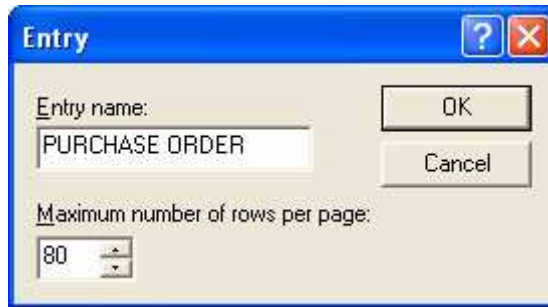 Entry
Entry name:
OK
PURCHASE ORDER
Cancel
Maximum number of rows per page:
80